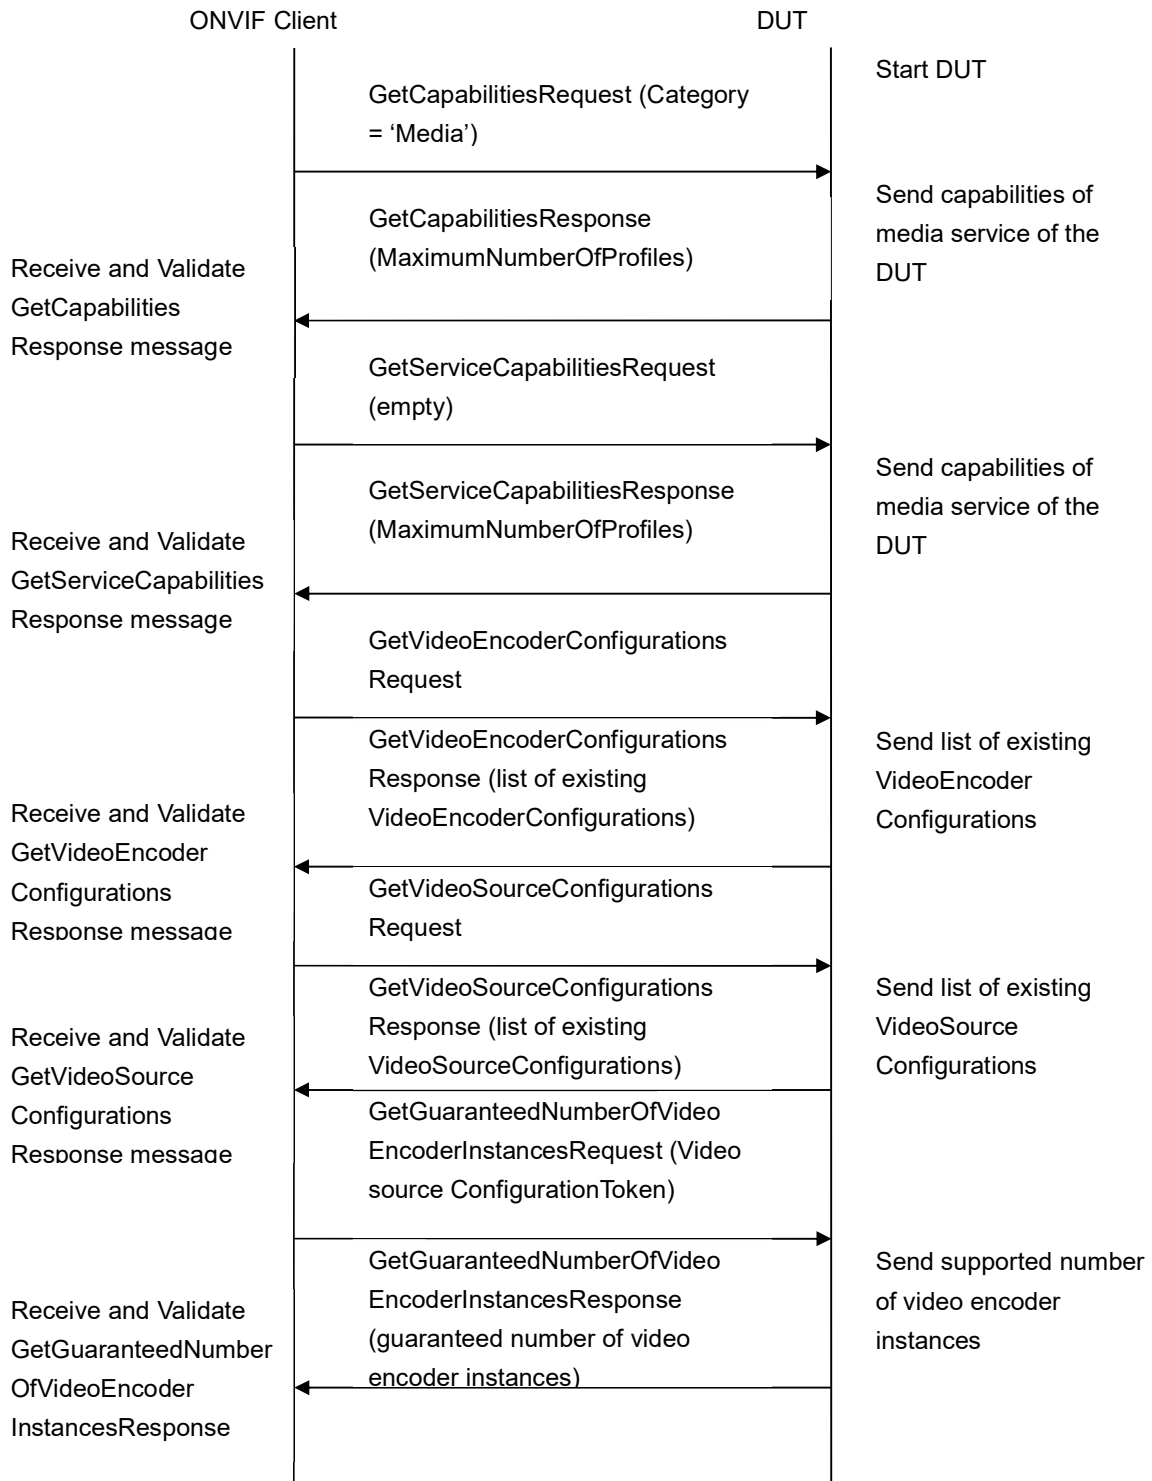 ONVIF Client
DUT
Start DUT
GetCapabilitiesRequest (Category
= ‘Media’)
Send capabilities of
media service of the
DUT
GetCapabilitiesResponse
(MaximumNumberOfProfiles)
Receive and Validate
GetCapabilities
Response message
GetServiceCapabilitiesRequest
(empty)
Send capabilities of
media service of the
DUT
GetServiceCapabilitiesResponse
(MaximumNumberOfProfiles)
Receive and Validate
GetServiceCapabilities
Response message
GetVideoEncoderConfigurations
Request
GetVideoEncoderConfigurations
Response (list of existing
VideoEncoderConfigurations)
Send list of existing
VideoEncoder
Configurations
Receive and Validate
GetVideoEncoder
Configurations
Response message
GetVideoSourceConfigurations
Request
GetVideoSourceConfigurations
Response (list of existing
VideoSourceConfigurations)
Send list of existing
VideoSource
Configurations
Receive and Validate
GetVideoSource
Configurations
Response message
GetGuaranteedNumberOfVideo
EncoderInstancesRequest (Video
source ConfigurationToken)
GetGuaranteedNumberOfVideo
EncoderInstancesResponse
(guaranteed number of video
encoder instances)
Send supported number
of video encoder
instances
Receive and Validate
GetGuaranteedNumber
OfVideoEncoder
InstancesResponse